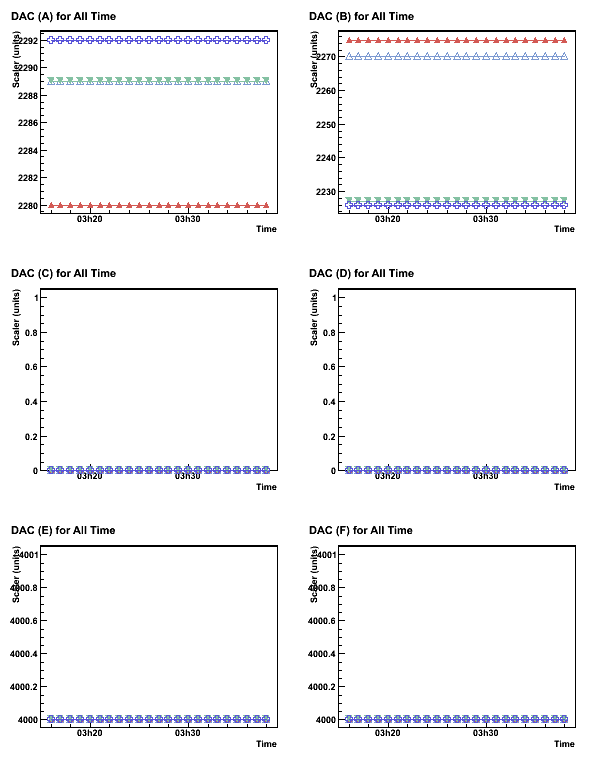 DAC (A) for All Time
DAC (B) for All Time
Scaler (units)
2292
2290
2288
2286
2284
2282
2280
03h20
03h30
Time
Scaler (units)
2270
2260
2250
2240
2230
03h20
03h30
Time
DAC (C) for All Time
DAC (D) for All Time
Scaler (units)
1
0.8
0.6
0.4
0.2
0
03h20
03h30
Time
Scaler (units)
1
0.8
0.6
0.4
0.2
0
03h20
03h30
Time
DAC (E) for All Time
DAC (F) for All Time
Scaler (units)
4001
4000.8
4000.6
4000.4
4000.2
4000
03h20
03h30
Time
Scaler (units)
4001
4000.8
4000.6
4000.4
4000.2
4000
03h20
03h30
Time